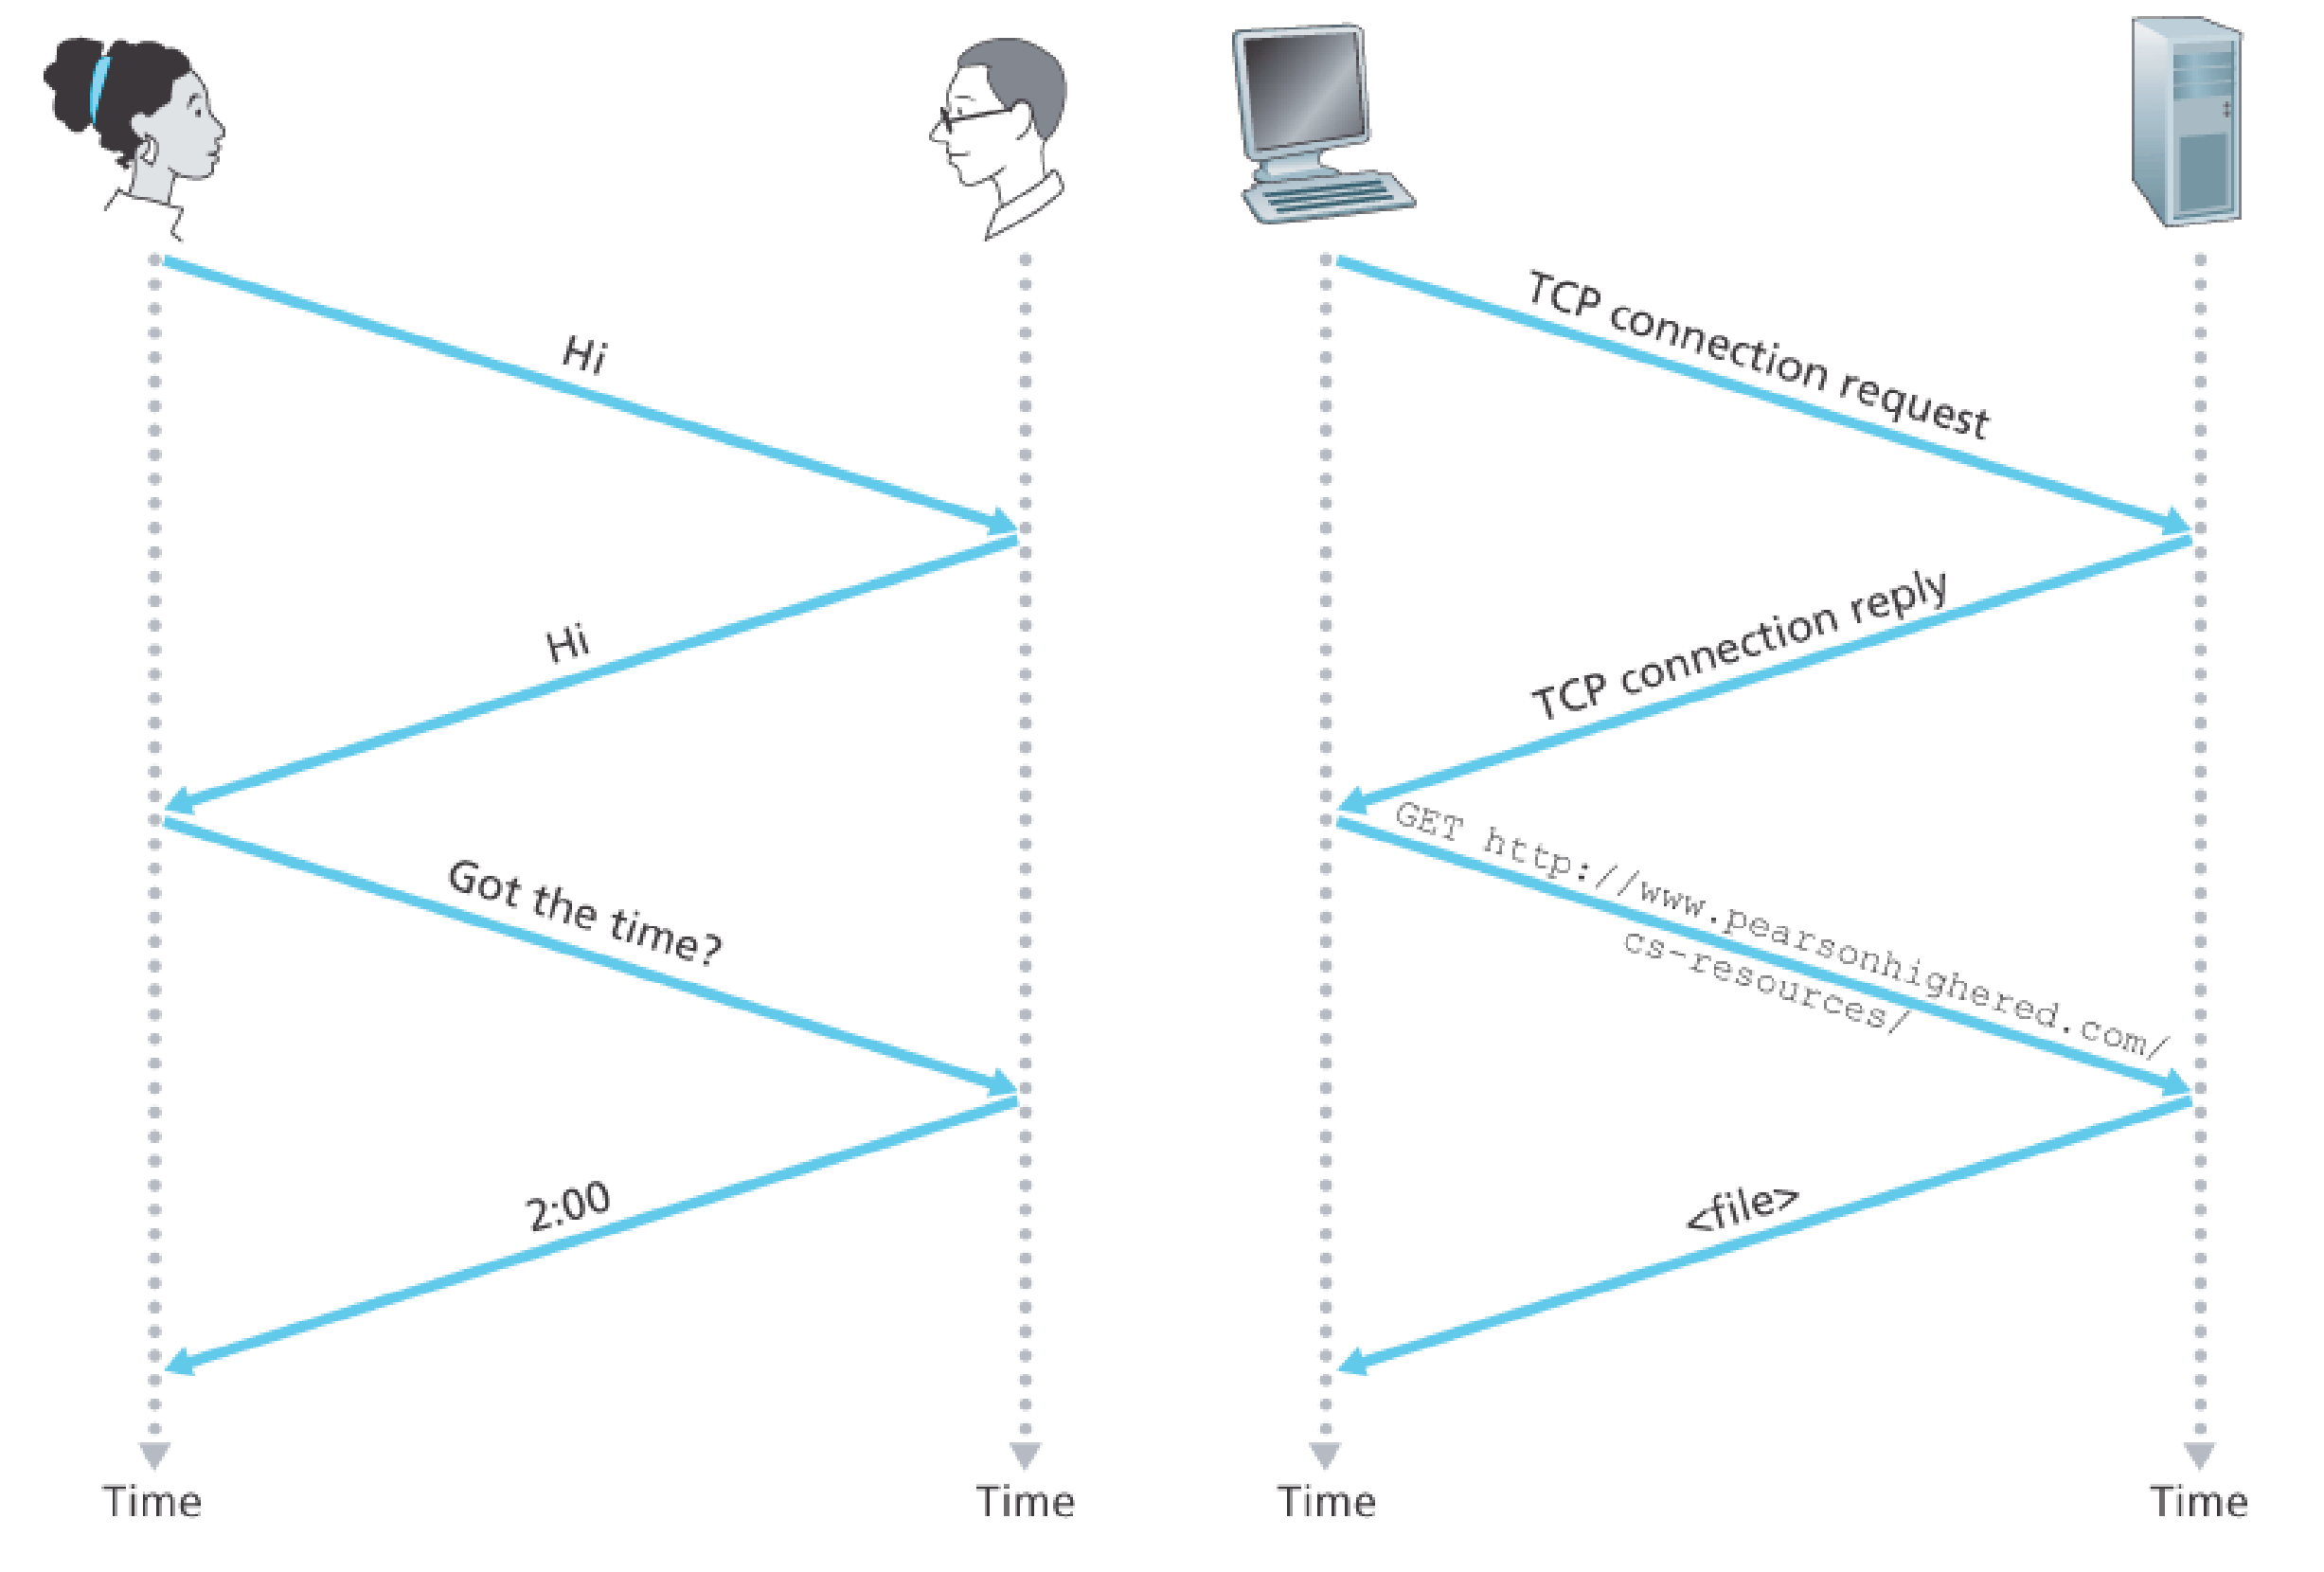 Hi
Hi
Got the time?
2:00
Time
Time
TCP connection request
TCP connection reply
GET http://www.pearsonhighered.com/
cs-resources/
<file>
Time
Time